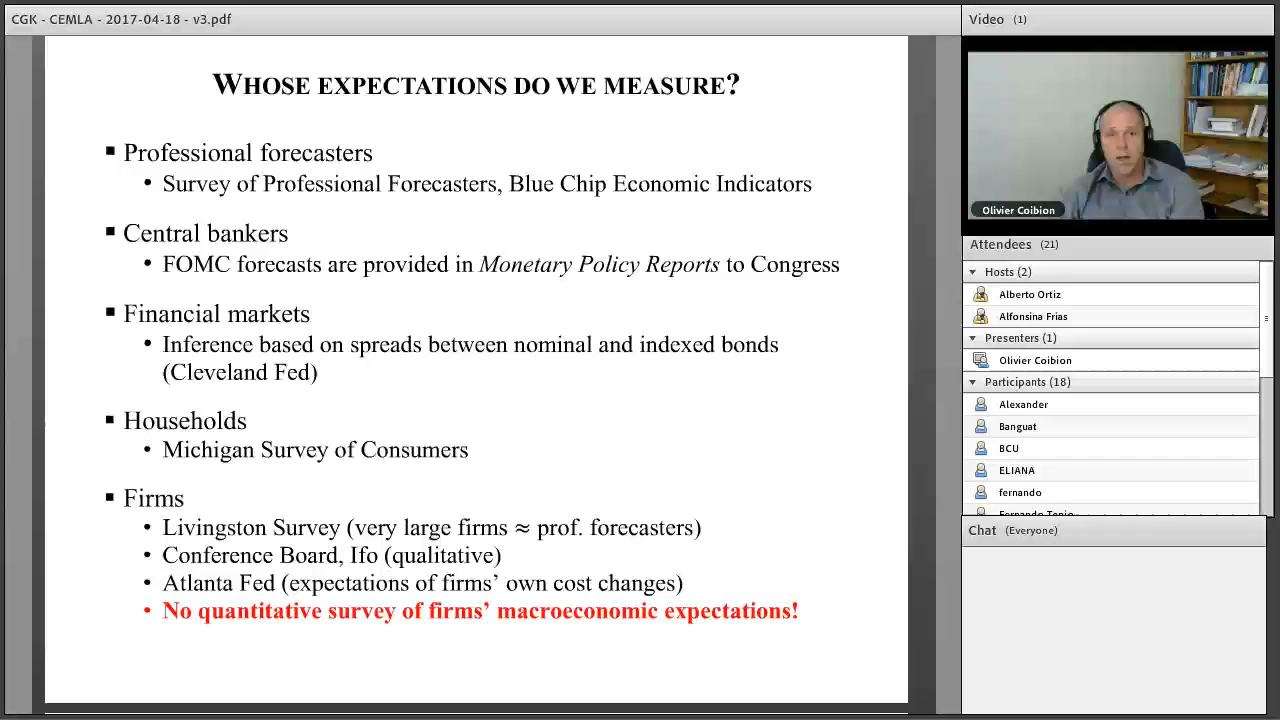 CGK - CEMLA - 2017-04-18 - v3.pdf
WHOSE EXPECTATIONS DO WE MEASURE?
▪ Professional forecasters
• Survey of Professional Forecasters, Blue Chip Economic Indicators
▪ Central bankers
• FOMC forecasts are provided in Monetary Policy Reports to Congress
▪ Financial markets
• Inference based on spreads between nominal and indexed bonds
(Cleveland Fed)
▪ Households
• Michigan Survey of Consumers
▪ Firms
• Livingston Survey (very large firms ≈ prof. forecasters)
• Conference Board, Ifo (qualitative)
• Atlanta Fed (expectations of firms’ own cost changes)
• No quantitative survey of firms’ macroeconomic expectations!
Video (1)
Olivier Coibion
Attendees (21)
Hosts (2)
Alberto Ortiz
Alfonsina Frias
Presenters (1)
Olivier Coibion
Participants (18)
Alexander
Banguat
BCU
ELIANA
fernando
Fernando Tenio
Chat (Everyone)